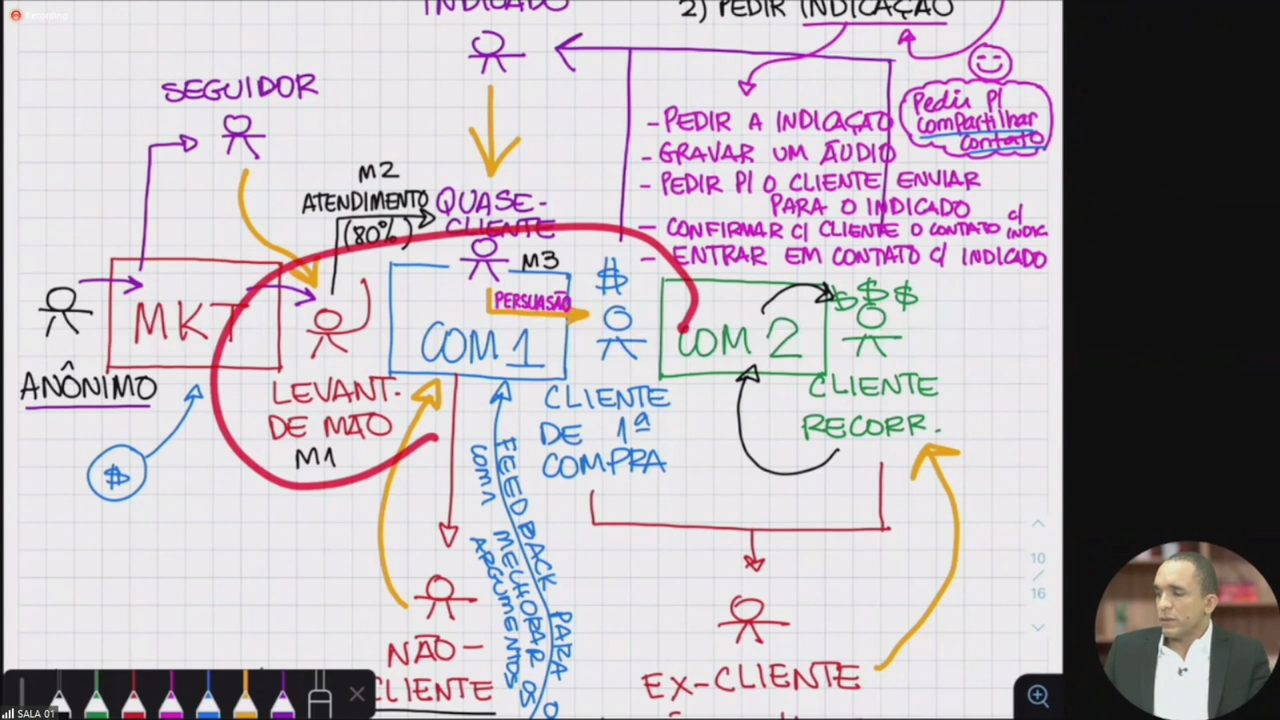 Recording
INDICADO
2) PEDIR INDICAÇÃO
SEGUIDOR
- PEDIR A INDICAÇÃO
- GRAVAR UM ÁUDIO
- PEDIR P/ O CLIENTE ENVIAR
PARA O INDICADO
- CONFIRMAR C/ CLIENTE O CONTATO C/ INDIC
- ENTRAR EM CONTATO C/ INDICADO
Pedir p/
compartilhar
contato
M2
ATENDIMENTO
(80%)
QUASE-
CLIENTE
M3
PERSUASÃO
$
$$$
MKT
COM 1
COM 2
ANÔNIMO
LEVANT.
DE MÃO
M1
CLIENTE
DE 1ª
COMPRA
CLIENTE
RECORR.
$
FEEDBACK PARA O
COM 1 MELHORAR OS
ARGUMENTOS
NÃO-
CLIENTE
EX-CLIENTE
10
/
16
SALA 01